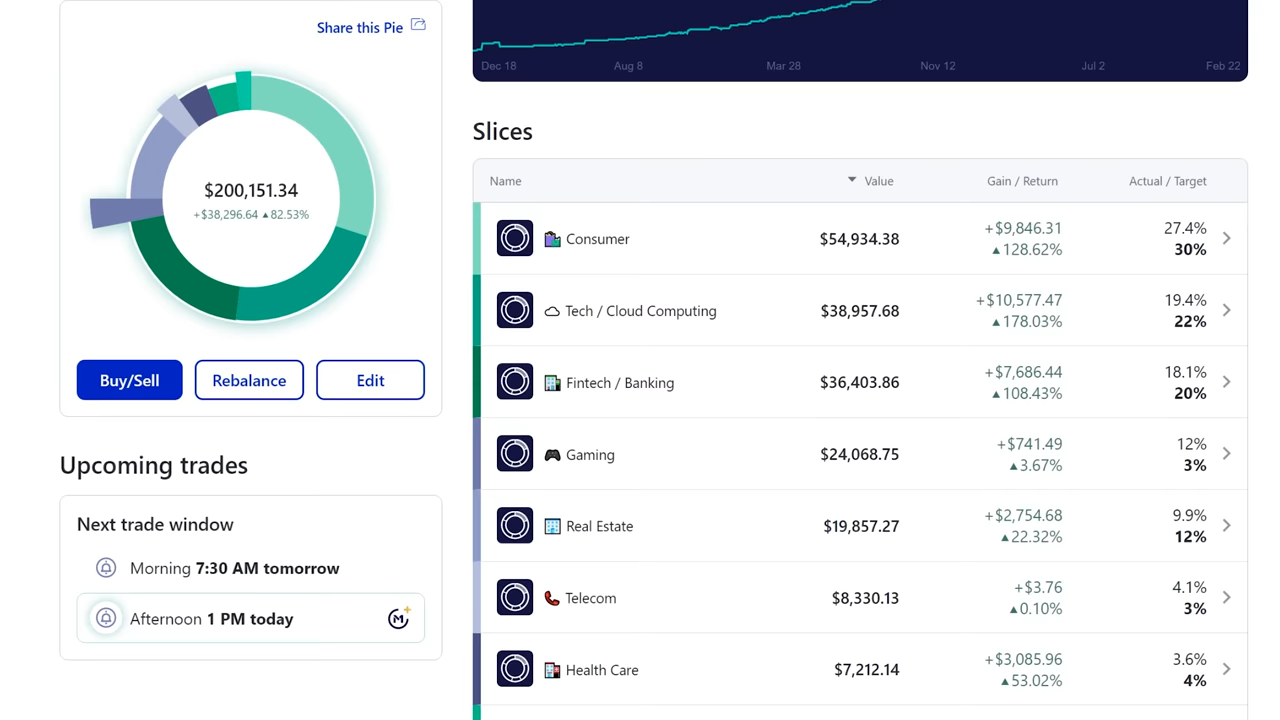 Share this Pie
$200,151.34
+$38,296.64 ▲82.53%
Buy/Sell
Rebalance
Edit
Upcoming trades
Next trade window
Morning 7:30 AM tomorrow
Afternoon 1 PM today
M+
Dec 18 Aug 8 Mar 28 Nov 12 Jul 2 Feb 22
Slices
Name Value Gain / Return Actual / Target
Consumer $54,934.38 +$9,846.31 27.4%
▲128.62% 30%
Tech / Cloud Computing $38,957.68 +$10,577.47 19.4%
▲178.03% 22%
Fintech / Banking $36,403.86 +$7,686.44 18.1%
▲108.43% 20%
Gaming $24,068.75 +$741.49 12%
▲3.67% 3%
Real Estate $19,857.27 +$2,754.68 9.9%
▲22.32% 12%
Telecom $8,330.13 +$3.76 4.1%
▲0.10% 3%
Health Care $7,212.14 +$3,085.96 3.6%
▲53.02% 4%